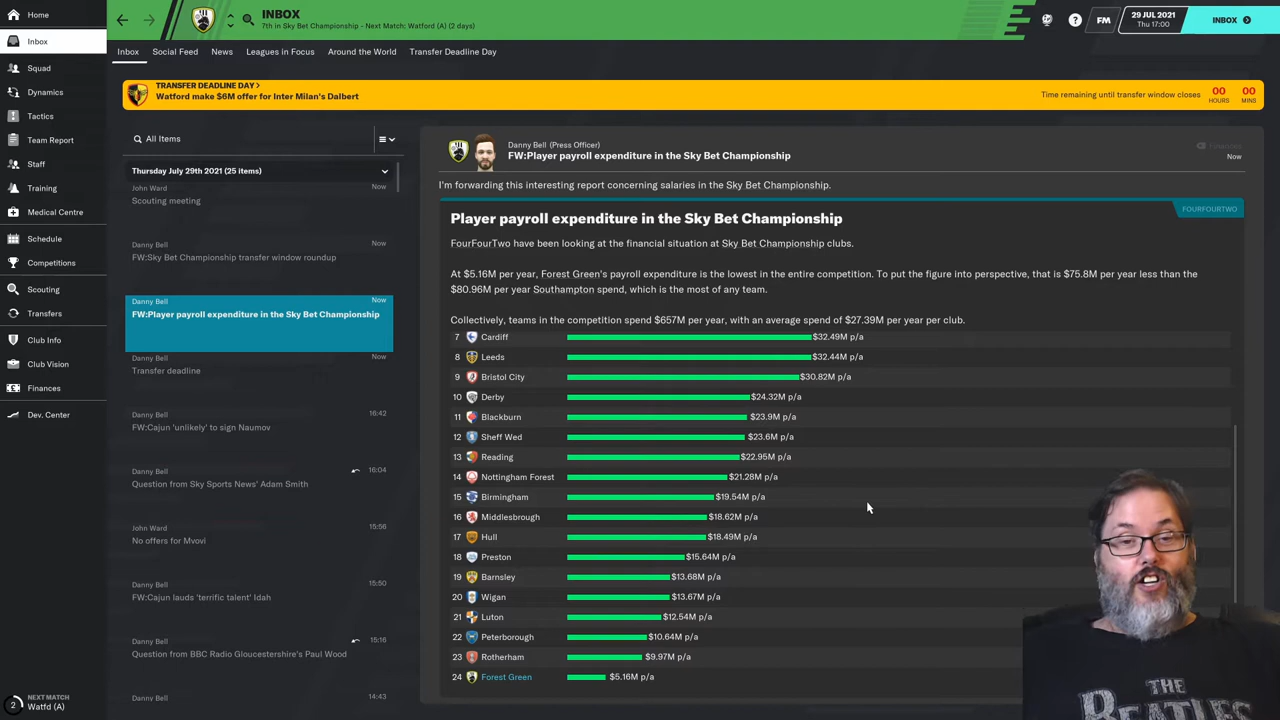 Home
Inbox
Squad
Dynamics
Tactics
Team Report
Staff
Training
Medical Centre
Schedule
Competitions
Scouting
Transfers
Club Info
Club Vision
Finances
Dev. Center
2
NEXT MATCH
Watfd (A)
INBOX
7th in Sky Bet Championship - Next Match: Watford (A) (2 days)
?
FM
29 JUL 2021
Thu 17:00
INBOX
Inbox
Social Feed
News
Leagues in Focus
Around the World
Transfer Deadline Day
TRANSFER DEADLINE DAY>
Watford make $6M offer for Inter Milan's Dalbert
Time remaining until transfer window closes
00
HOURS
00
MINS
All Items
Thursday July 29th 2021 (25 items)
John Ward
Now
Scouting meeting
Danny Bell
Now
FW:Sky Bet Championship transfer window roundup
Danny Bell
Now
FW:Player payroll expenditure in the Sky Bet Championship
Danny Bell
Now
Transfer deadline
Danny Bell
16:42
FW:Cajun 'unlikely' to sign Naumov
Danny Bell
16:04
Question from Sky Sports News' Adam Smith
John Ward
15:56
No offers for Mvovi
Danny Bell
15:50
FW:Cajun lauds 'terrific talent' Idah
Danny Bell
15:16
Question from BBC Radio Gloucestershire's Paul Wood
Danny Bell
14:43
Danny Bell (Press Officer)
FW:Player payroll expenditure in the Sky Bet Championship
Finances
Now
I'm forwarding this interesting report concerning salaries in the Sky Bet Championship.
Player payroll expenditure in the Sky Bet Championship
FOURFOURTWO
FourFourTwo have been looking at the financial situation at Sky Bet Championship clubs.
At $5.16M per year, Forest Green's payroll expenditure is the lowest in the entire competition. To put the figure into perspective, that is $75.8M per year less than the
$80.96M per year Southampton spend, which is the most of any team.
Collectively, teams in the competition spend $657M per year, with an average spend of $27.39M per year per club.
7 Cardiff $32.49M p/a
8 Leeds $32.44M p/a
9 Bristol City $30.82M p/a
10 Derby $24.32M p/a
11 Blackburn $23.9M p/a
12 Sheff Wed $23.6M p/a
13 Reading $22.95M p/a
14 Nottingham Forest $21.28M p/a
15 Birmingham $19.54M p/a
16 Middlesbrough $18.62M p/a
17 Hull $18.49M p/a
18 Preston $15.64M p/a
19 Barnsley $13.68M p/a
20 Wigan $13.67M p/a
21 Luton $12.54M p/a
22 Peterborough $10.64M p/a
23 Rotherham $9.97M p/a
24 Forest Green $5.16M p/a
THE
BEATLES